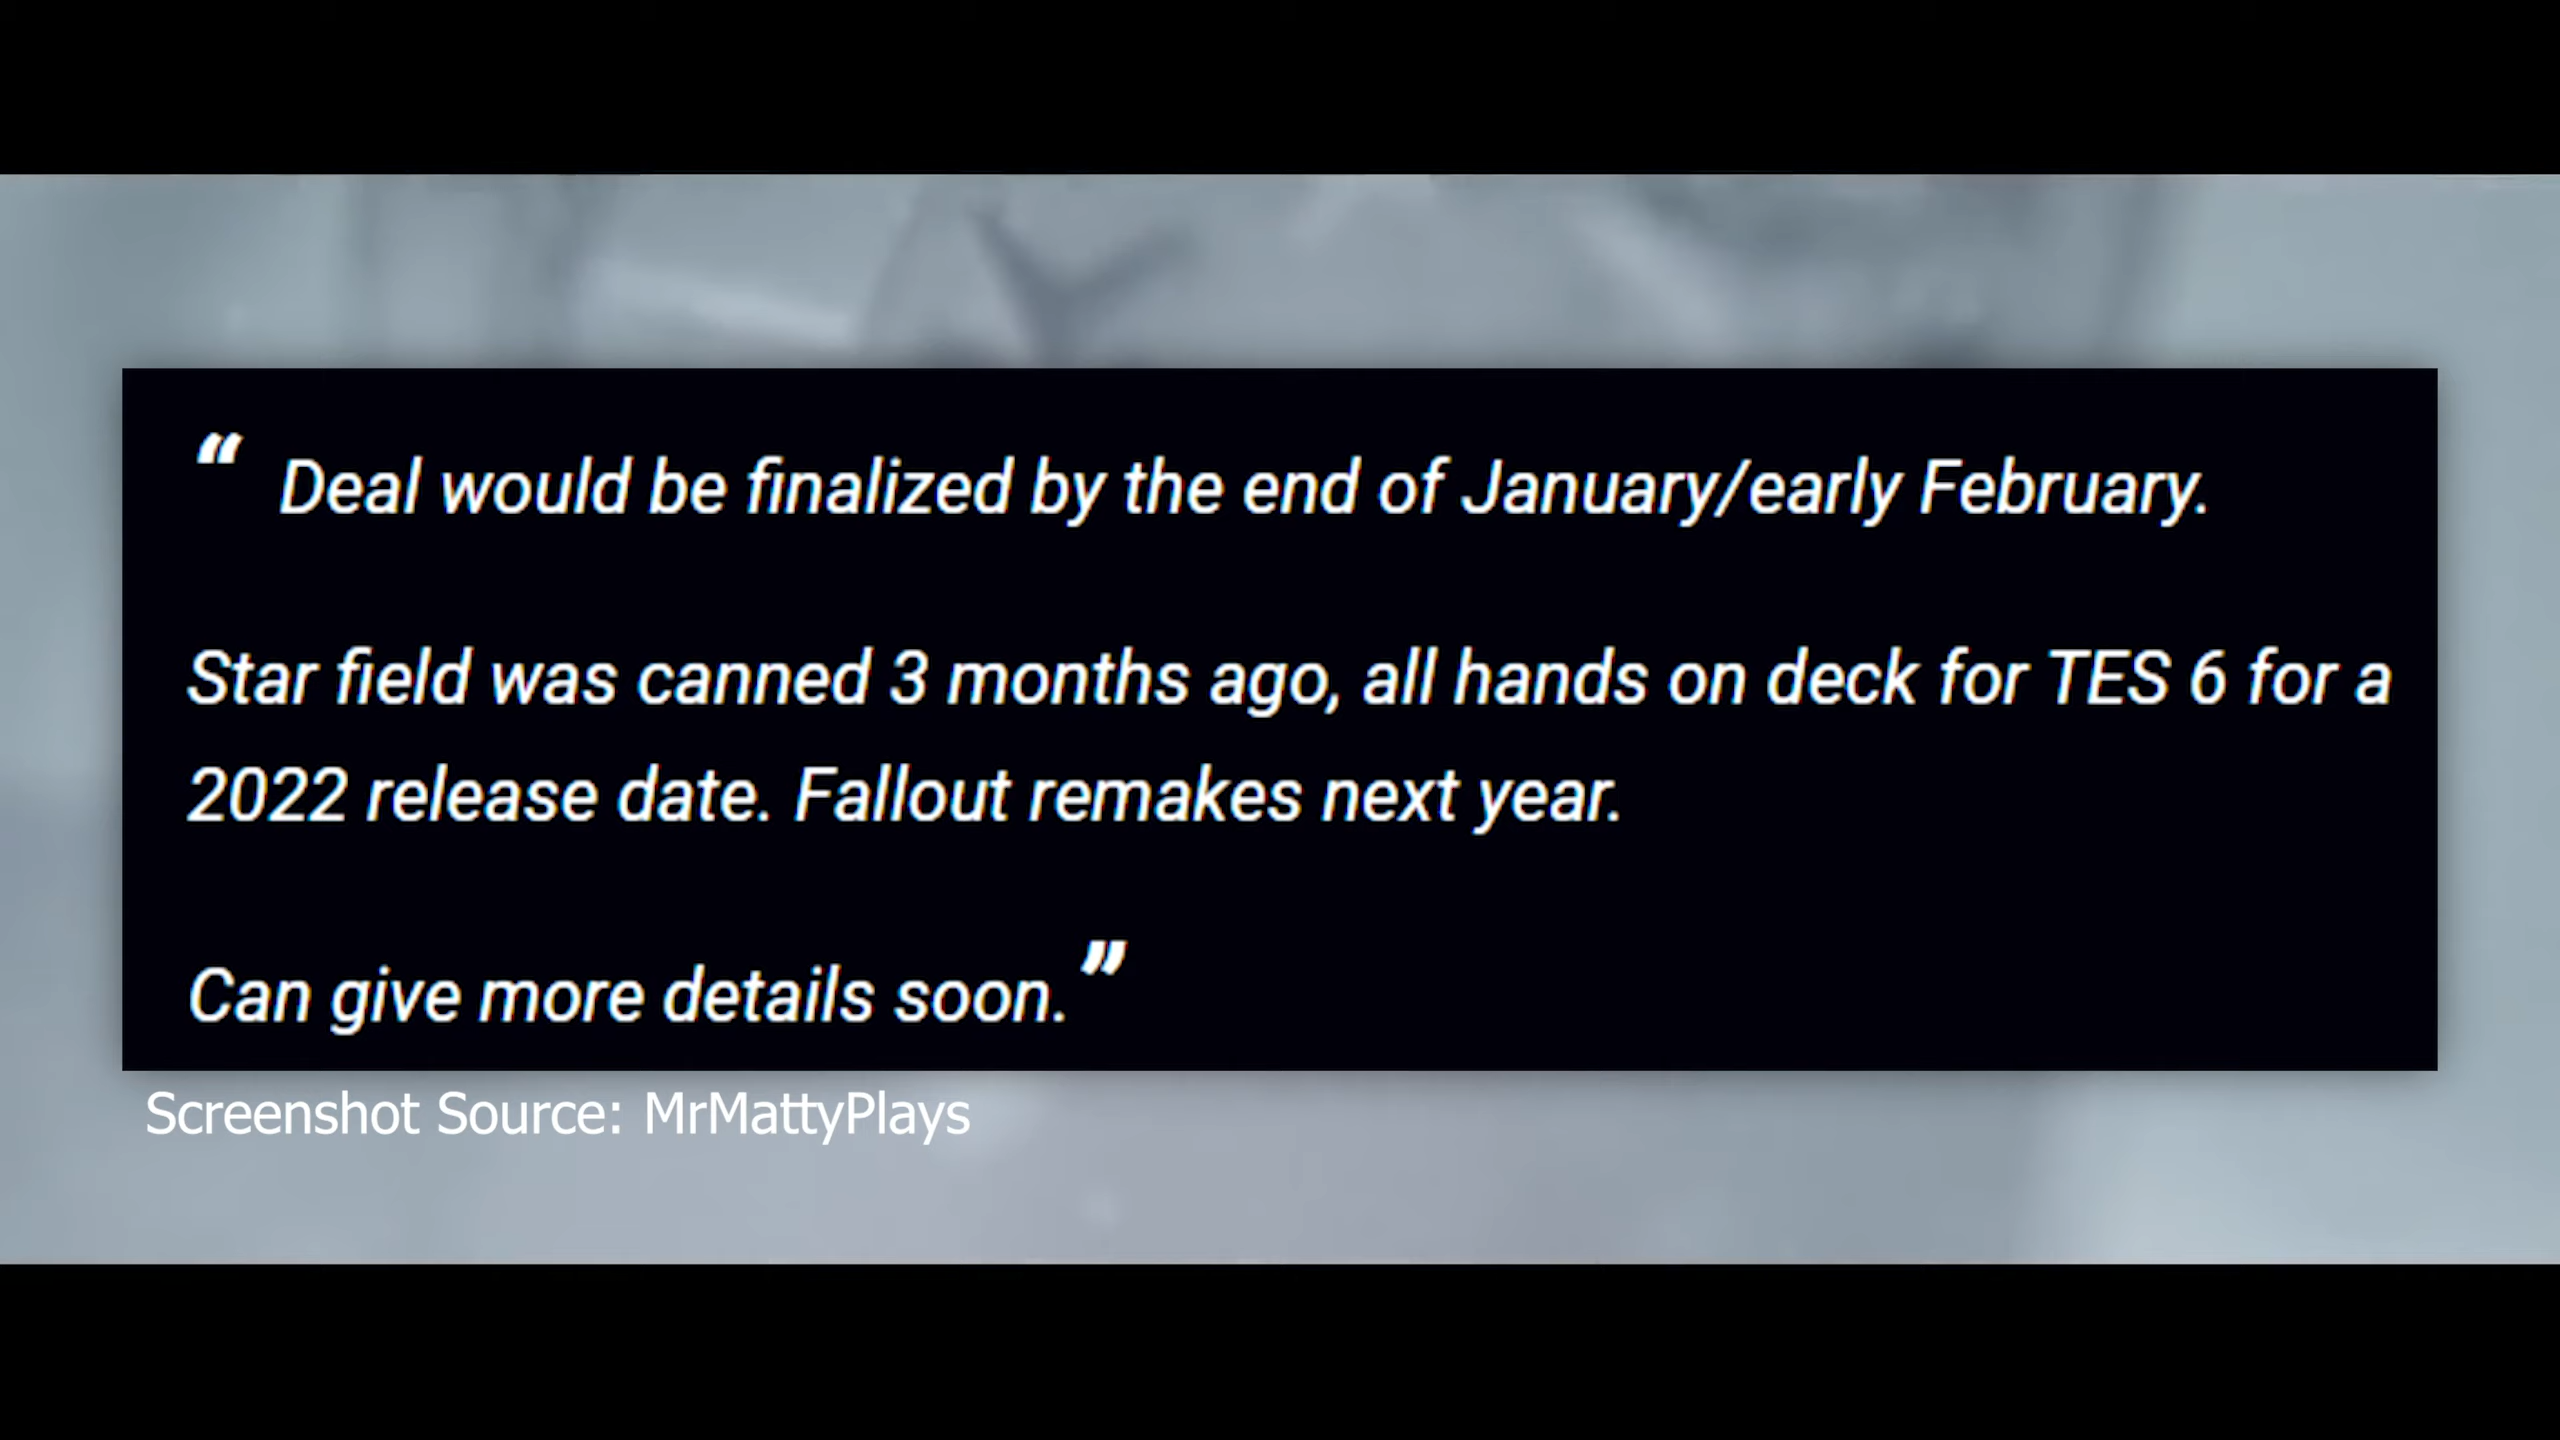 “ Deal would be finalized by the end of January/early February.
Star field was canned 3 months ago, all hands on deck for TES 6 for a
2022 release date. Fallout remakes next year.
Can give more details soon.”
Screenshot Source: MrMattyPlays